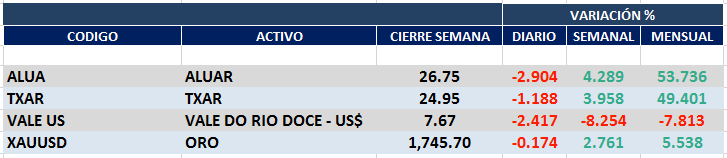 VARIACIÓN %
CODIGO ACTIVO CIERRE SEMANA DIARIO SEMANAL MENSUAL
ALUA ALUAR 26.75 -2.904 4.289 53.736
TXAR TXAR 24.95 -1.188 3.958 49.401
VALE US VALE DO RIO DOCE - US$ 7.67 -2.417 -8.254 -7.813
XAUUSD ORO 1,745.70 -0.174 2.761 5.538